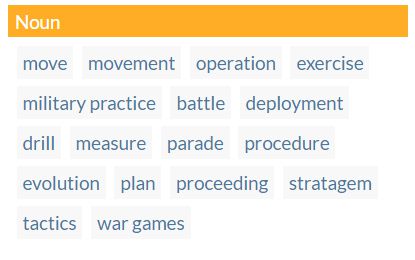 Noun
move movement operation exercise
military practice battle deployment
drill measure parade procedure
evolution plan proceeding stratagem
tactics war games